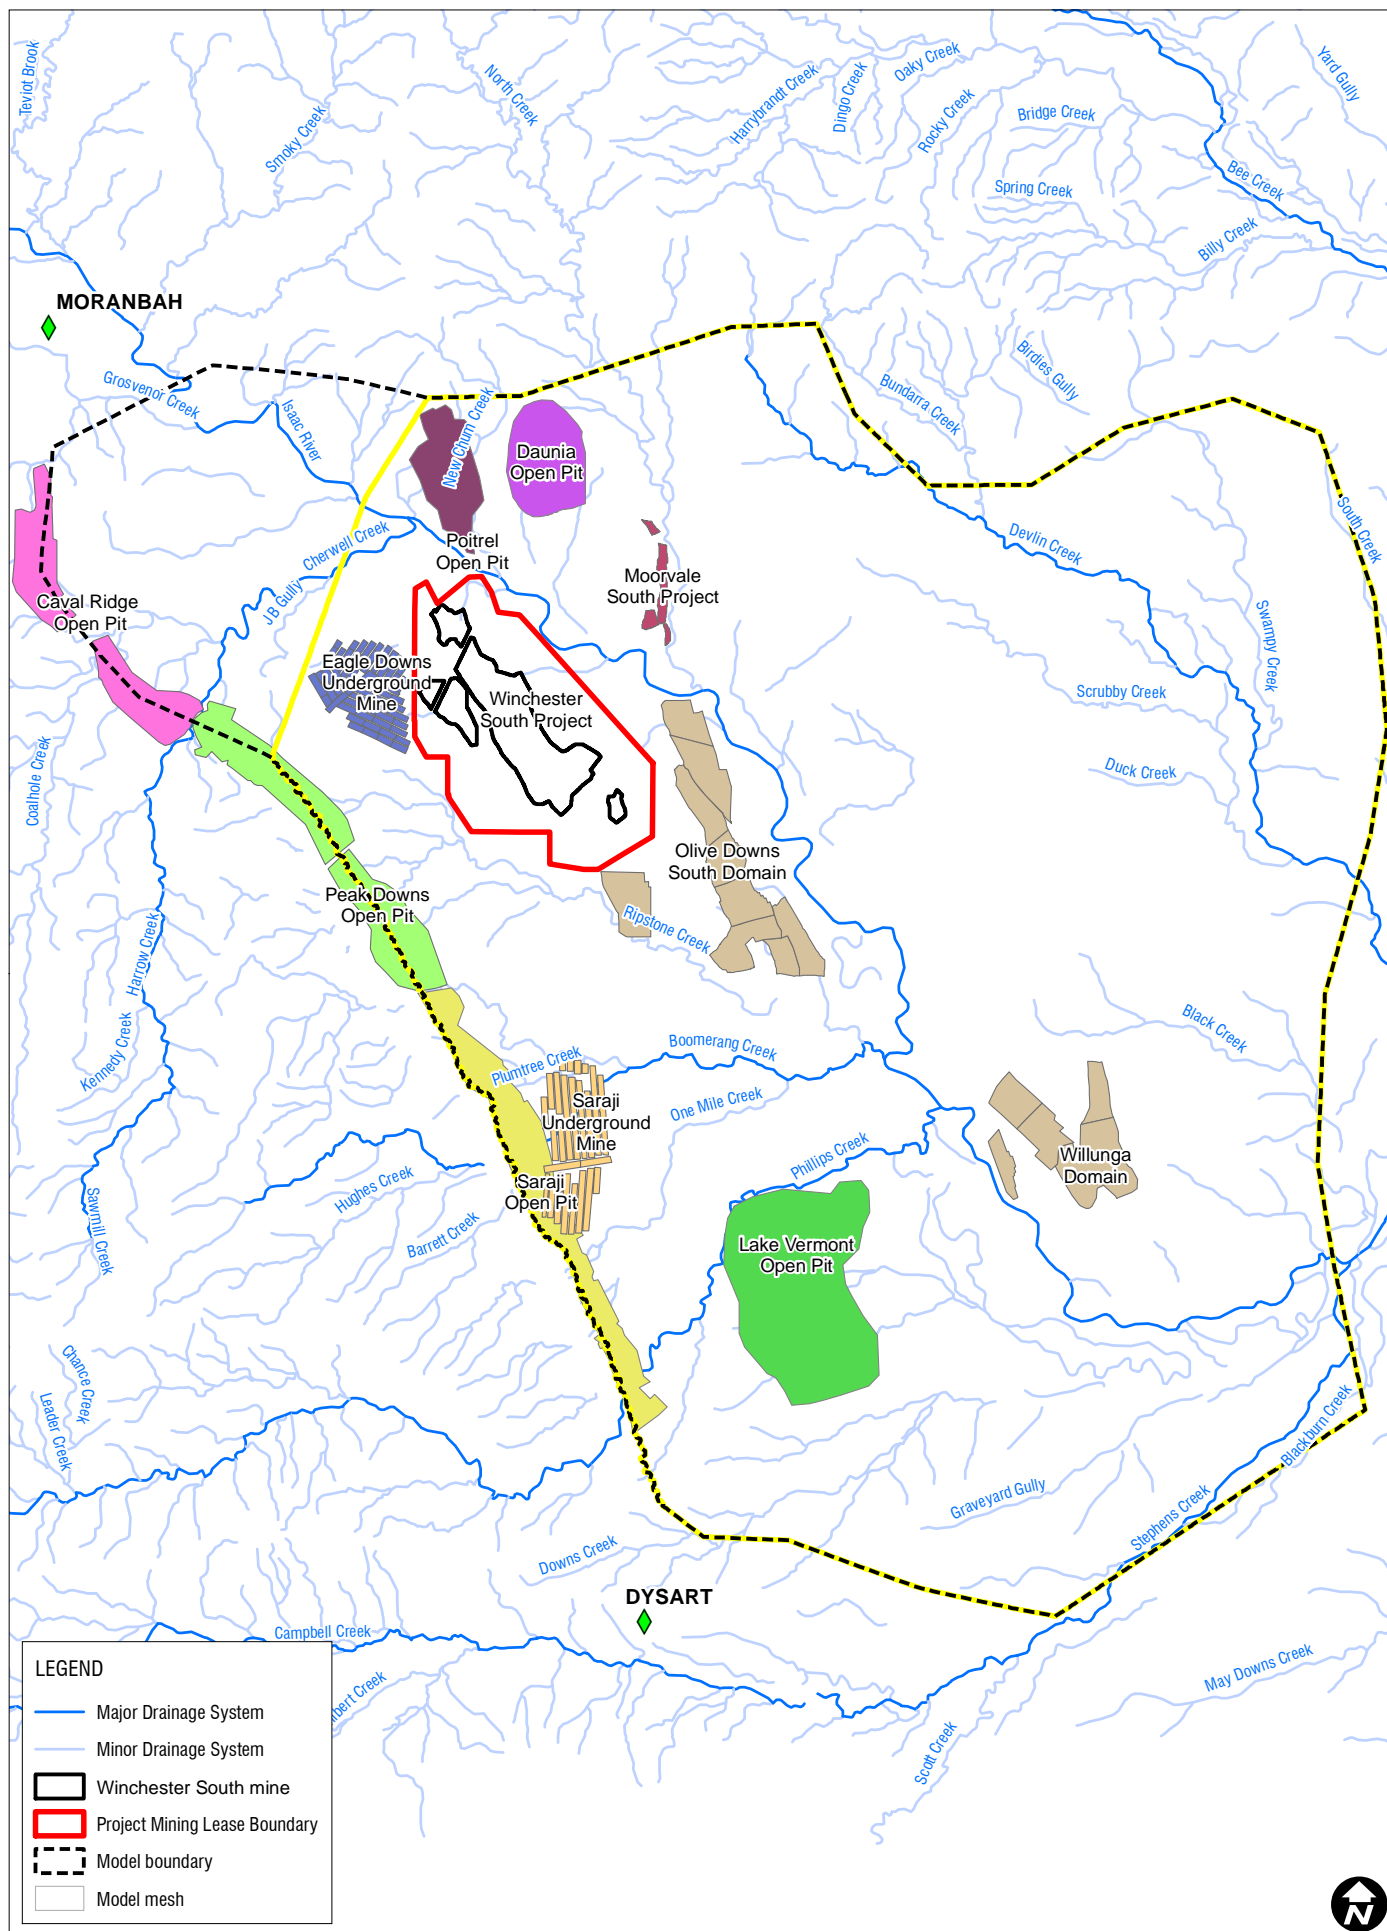 Teviot Brook
Smoky Creek
North Creek
Harrybrandt Creek
Dingo Creek
Oaky Creek
Rocky Creek
Bridge Creek
Yard Gully
Spring Creek
Bee Creek
Billy Creek
MORANBAH
Grosvenor Creek
Isaac River
New Chum Creek
Daunia
Open Pit
Birdies Gully
Bundarra Creek
South Creek
Devlin Creek
Cherwell Creek
Poitrel
Open Pit
Moorvale
South Project
JB Gully
Caval Ridge
Open Pit
Swampy Creek
Eagle Downs
Underground
Mine
Winchester
South Project
Scrubby Creek
Coalhole Creek
Duck Creek
Olive Downs
South Domain
Peak Downs
Open Pit
Ripstone Creek
Harrow Creek
Kennedy Creek
Black Creek
Boomerang Creek
Plumtree Creek
One Mile Creek
Saraji
Underground
Mine
Phillips Creek
Willunga
Domain
Hughes Creek
Saraji
Open Pit
Sawmill Creek
Barrett Creek
Lake Vermont
Open Pit
Chance Creek
Leader Creek
Blackburn Creek
Graveyard Gully
Stephens Creek
Downs Creek
DYSART
Campbell Creek
May Downs Creek
Scott Creek
lbert Creek
LEGEND
Major Drainage System
Minor Drainage System
Winchester South mine
Project Mining Lease Boundary
Model boundary
Model mesh
N